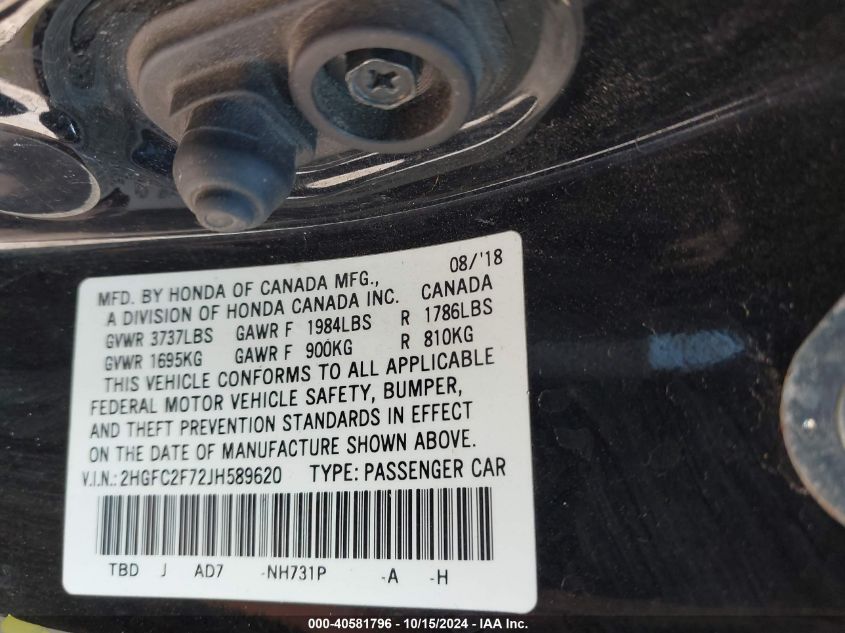 MFD. BY HONDA OF CANADA MFG., 08/'18
A DIVISION OF HONDA CANADA INC. CANADA
GVWR 3737LBS GAWR F 1984LBS R 1786LBS
GVWR 1695KG GAWR F 900KG R 810KG
THIS VEHICLE CONFORMS TO ALL APPLICABLE
FEDERAL MOTOR VEHICLE SAFETY, BUMPER,
AND THEFT PREVENTION STANDARDS IN EFFECT
ON THE DATE OF MANUFACTURE SHOWN ABOVE.
V.I.N.: 2HGFC2F72JH589620 TYPE: PASSENGER CAR
TBD J AD7 -NH731P -A -H
000-40581796 - 10/15/2024 - IAA Inc.